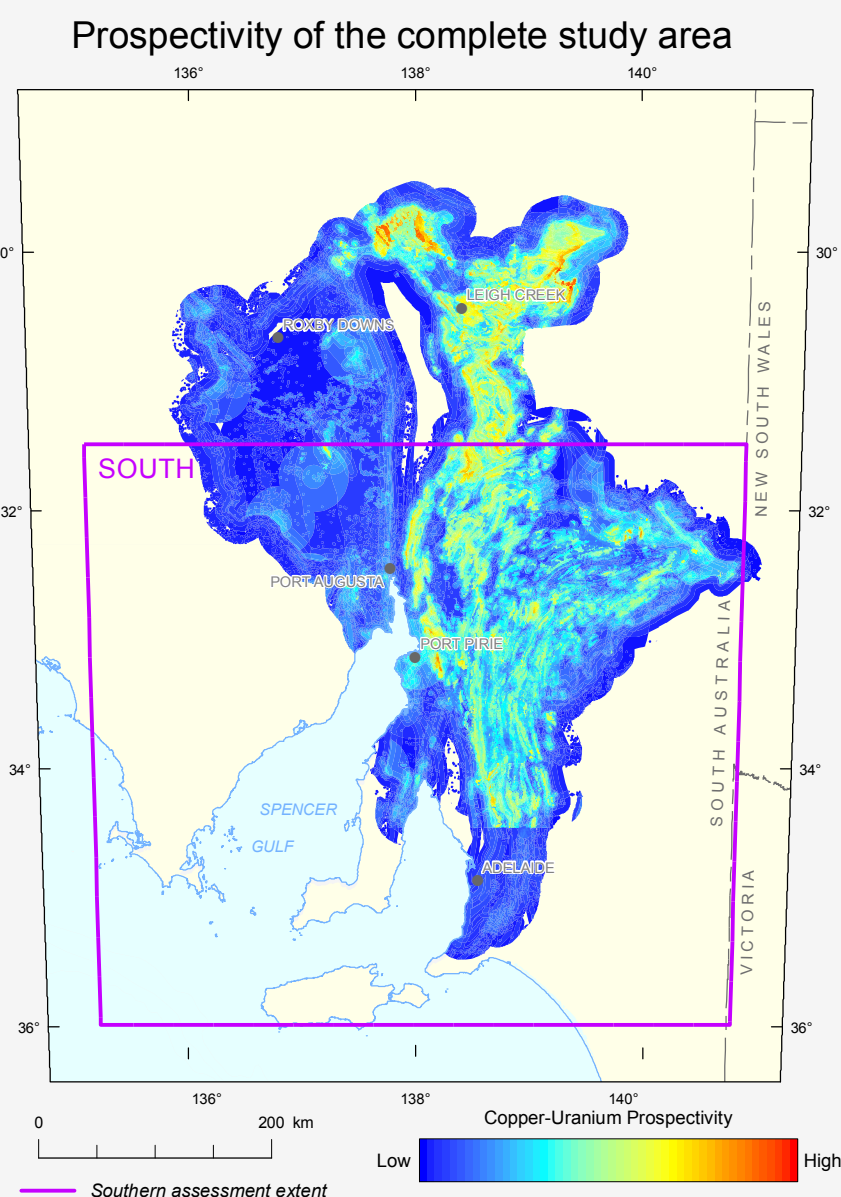 Prospectivity of the complete study area
136° 138° 140°
0° 30°
LEIGH CREEK
ROXBY DOWNS
NEW SOUTH WALES
SOUTH
32° 32°
PORT AUGUSTA
PORT PIRIE
SOUTH AUSTRALIA
34° 34°
SPENCER
GULF
ADELAIDE
VICTORIA
36° 36°
136° 138° 140°
0 200 km
Copper-Uranium Prospectivity
Low High
Southern assessment extent